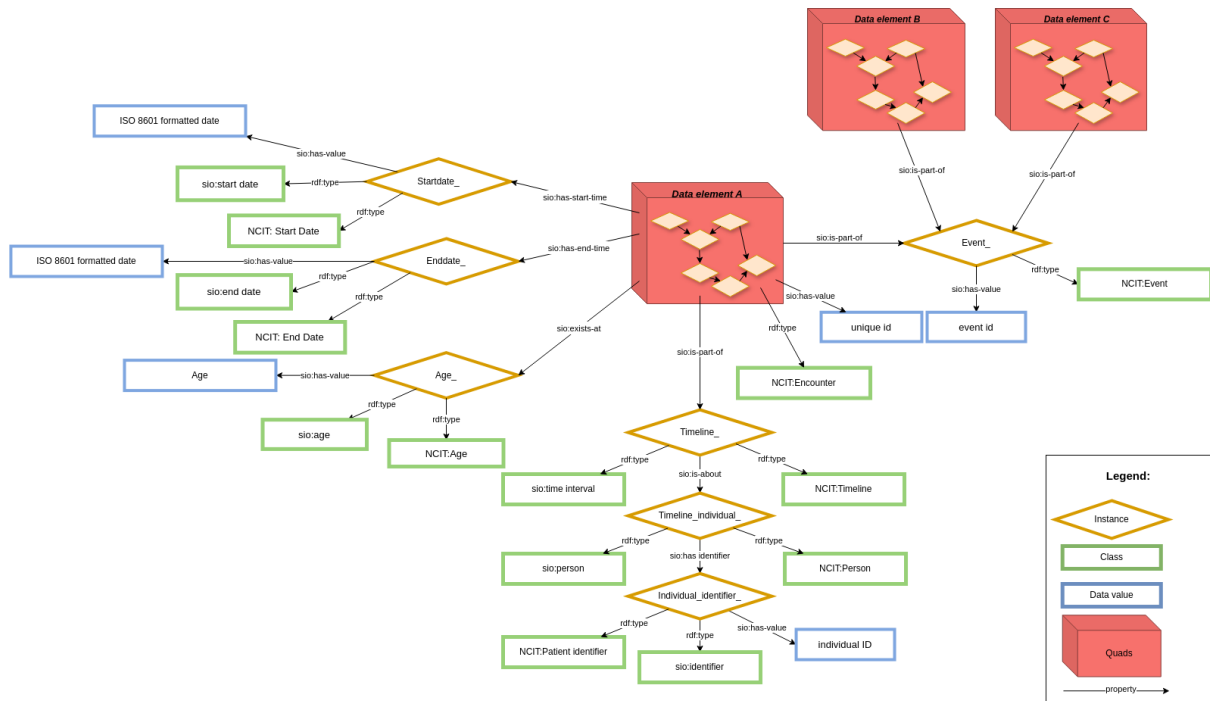 Data element B
Data element C
ISO 8601 formatted date
sio:has-value
sio:is-part-of
sio:is-part-of
sio:start date
rdf:type
Startdate_
sio:has-start-time
Data element A
rdf:type
NCIT: Start Date
sio:is-part-of
Event_
ISO 8601 formatted date
sio:has-value
Enddate_
sio:has-end-time
rdf:type
rdf:type
NCIT:Event
sio:end date
rdf:type
sio:has-value
sio:has-value
unique id
event id
NCIT: End Date
sio:exists-at
rdf:type
sio:is-part-of
Age
sio:has-value
Age_
NCIT:Encounter
rdf:type
rdf:type
sio:age
NCIT:Age
Timeline_
rdf:type
rdf:type
sio:is-about
sio:time interval
NCIT:Timeline
Legend:
Timeline_individual_
Instance
rdf:type
rdf:type
sio:has identifier
Class
sio:person
NCIT:Person
Individual_identifier_
Data value
rdf:type
sio:has-value
rdf:type
NCIT:Patient identifier
individual ID
sio:identifier
Quads
property